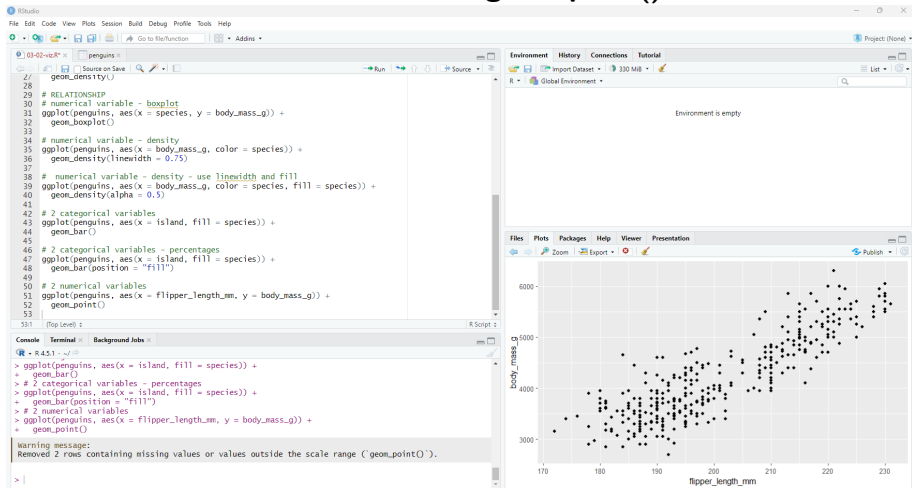 RStudio
File Edit Code View Plots Session Build Debug Profile Tools Help
Go to file/function Addins Project: (None)
03-02-viz.R* penguins
Source on Save Run Source
27 geom_density()
28
29 # RELATIONSHIP
30 # numerical variable - boxplot
31 ggplot(penguins, aes(x = species, y = body_mass_g)) +
32 geom_boxplot()
33
34 # numerical variable - density
35 ggplot(penguins, aes(x = body_mass_g, color = species)) +
36 geom_density(linewidth = 0.75)
37
38 # numerical variable - density - use linewidth and fill
39 ggplot(penguins, aes(x = body_mass_g, color = species, fill = species)) +
40 geom_density(alpha = 0.5)
41
42 # 2 categorical variables
43 ggplot(penguins, aes(x = island, fill = species)) +
44 geom_bar()
45
46 # 2 categorical variables - percentages
47 ggplot(penguins, aes(x = island, fill = species)) +
48 geom_bar(position = "fill")
49
50 # 2 numerical variables
51 ggplot(penguins, aes(x = flipper_length_mm, y = body_mass_g)) +
52 geom_point()
53
53:1 (Top Level) R Script
Console Terminal Background Jobs
R - R 4.5.1 · ~/
> ggplot(penguins, aes(x = island, fill = species)) +
+ geom_bar()
> # 2 categorical variables - percentages
> ggplot(penguins, aes(x = island, fill = species)) +
+ geom_bar(position = "fill")
> # 2 numerical variables
> ggplot(penguins, aes(x = flipper_length_mm, y = body_mass_g)) +
+ geom_point()
Warning message:
Removed 2 rows containing missing values or values outside the scale range (`geom_point()`).
>
Environment History Connections Tutorial
Import Dataset 330 MiB List
R Global Environment
Environment is empty
Files Plots Packages Help Viewer Presentation
Zoom Export Publish
6000
5000
4000
3000
body_mass_g
170 180 190 200 210 220 230
flipper_length_mm